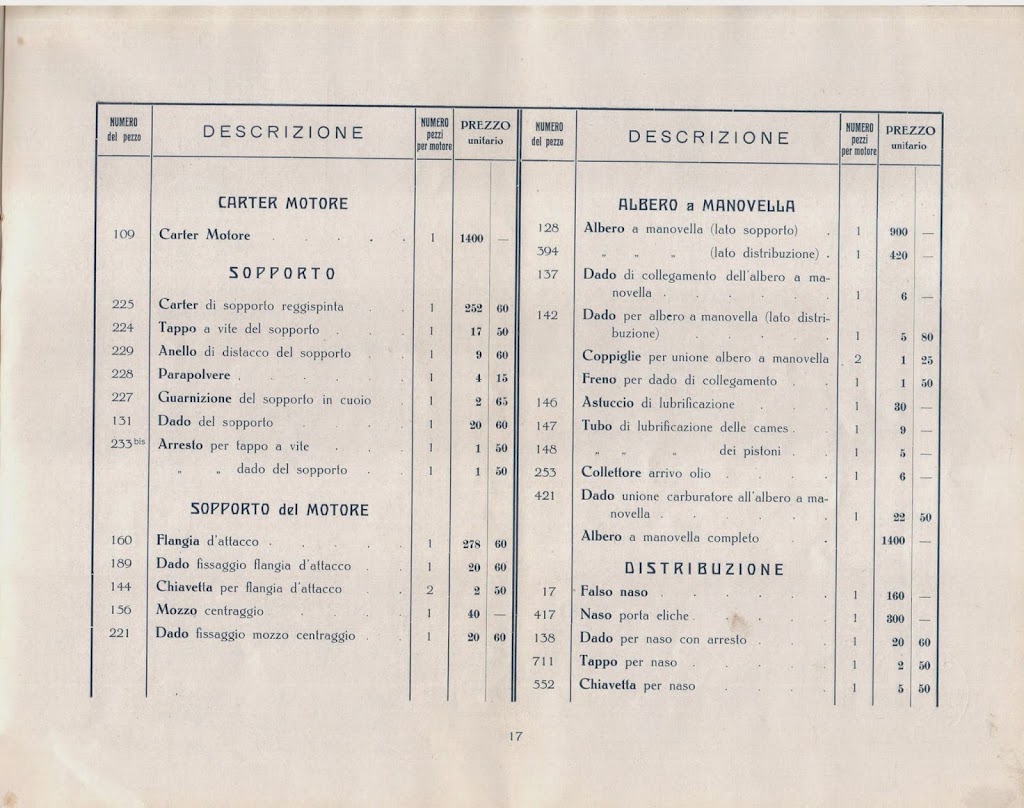 NUMERO del pezzo DESCRIZIONE NUMERO pezzi per motore PREZZO unitario
CARTER MOTORE
109 Carter Motore . . . . . 1 1400 —
SOPPORTO
225 Carter di sopporto reggispinta . . 1 252 60
224 Tappo a vite del sopporto . . . 1 17 50
229 Anello di distacco del sopporto . . 1 9 60
228 Parapolvere . . . . . . 1 4 15
227 Guarnizione del sopporto in cuoio . . 1 2 65
131 Dado del sopporto . . . . 1 20 60
233 bis Arresto per tappo a vite . . . 1 1 50
„ „ dado del sopporto . . 1 1 50
SOPPORTO del MOTORE
160 Flangia d'attacco . . . . . 1 278 60
189 Dado fissaggio flangia d'attacco . . 1 20 60
144 Chiavetta per flangia d'attacco . . 2 2 50
156 Mozzo centraggio . . . . 1 40 —
221 Dado fissaggio mozzo centraggio . . 1 20 60
NUMERO del pezzo DESCRIZIONE NUMERO pezzi per motore PREZZO unitario
ALBERO a MANOVELLA
128 Albero a manovella (lato sopporto) . 1 900 —
394 „ „ „ (lato distribuzione) . 1 420 —
137 Dado di collegamento dell'albero a ma-
novella . . . . . . 1 6 —
142 Dado per albero a manovella (lato distri-
buzione) . . . . . 1 5 80
Coppiglie per unione albero a manovella 2 1 25
Freno per dado di collegamento . . 1 1 50
146 Astuccio di lubrificazione . . . 1 30 —
147 Tubo di lubrificazione delle cames . . 1 9 —
148 „ „ „ dei pistoni . . 1 5 —
253 Collettore arrivo olio . . . . 1 6 —
421 Dado unione carburatore all'albero a ma-
novella . . . . . . 1 22 50
Albero a manovella completo . . 1400 —
DISTRIBUZIONE
17 Falso naso . . . . . . 1 160 —
417 Naso porta eliche . . . . . 1 300 —
138 Dado per naso con arresto . . . 1 20 60
711 Tappo per naso . . . . . 1 2 50
552 Chiavetta per naso . . . . 1 5 50
17